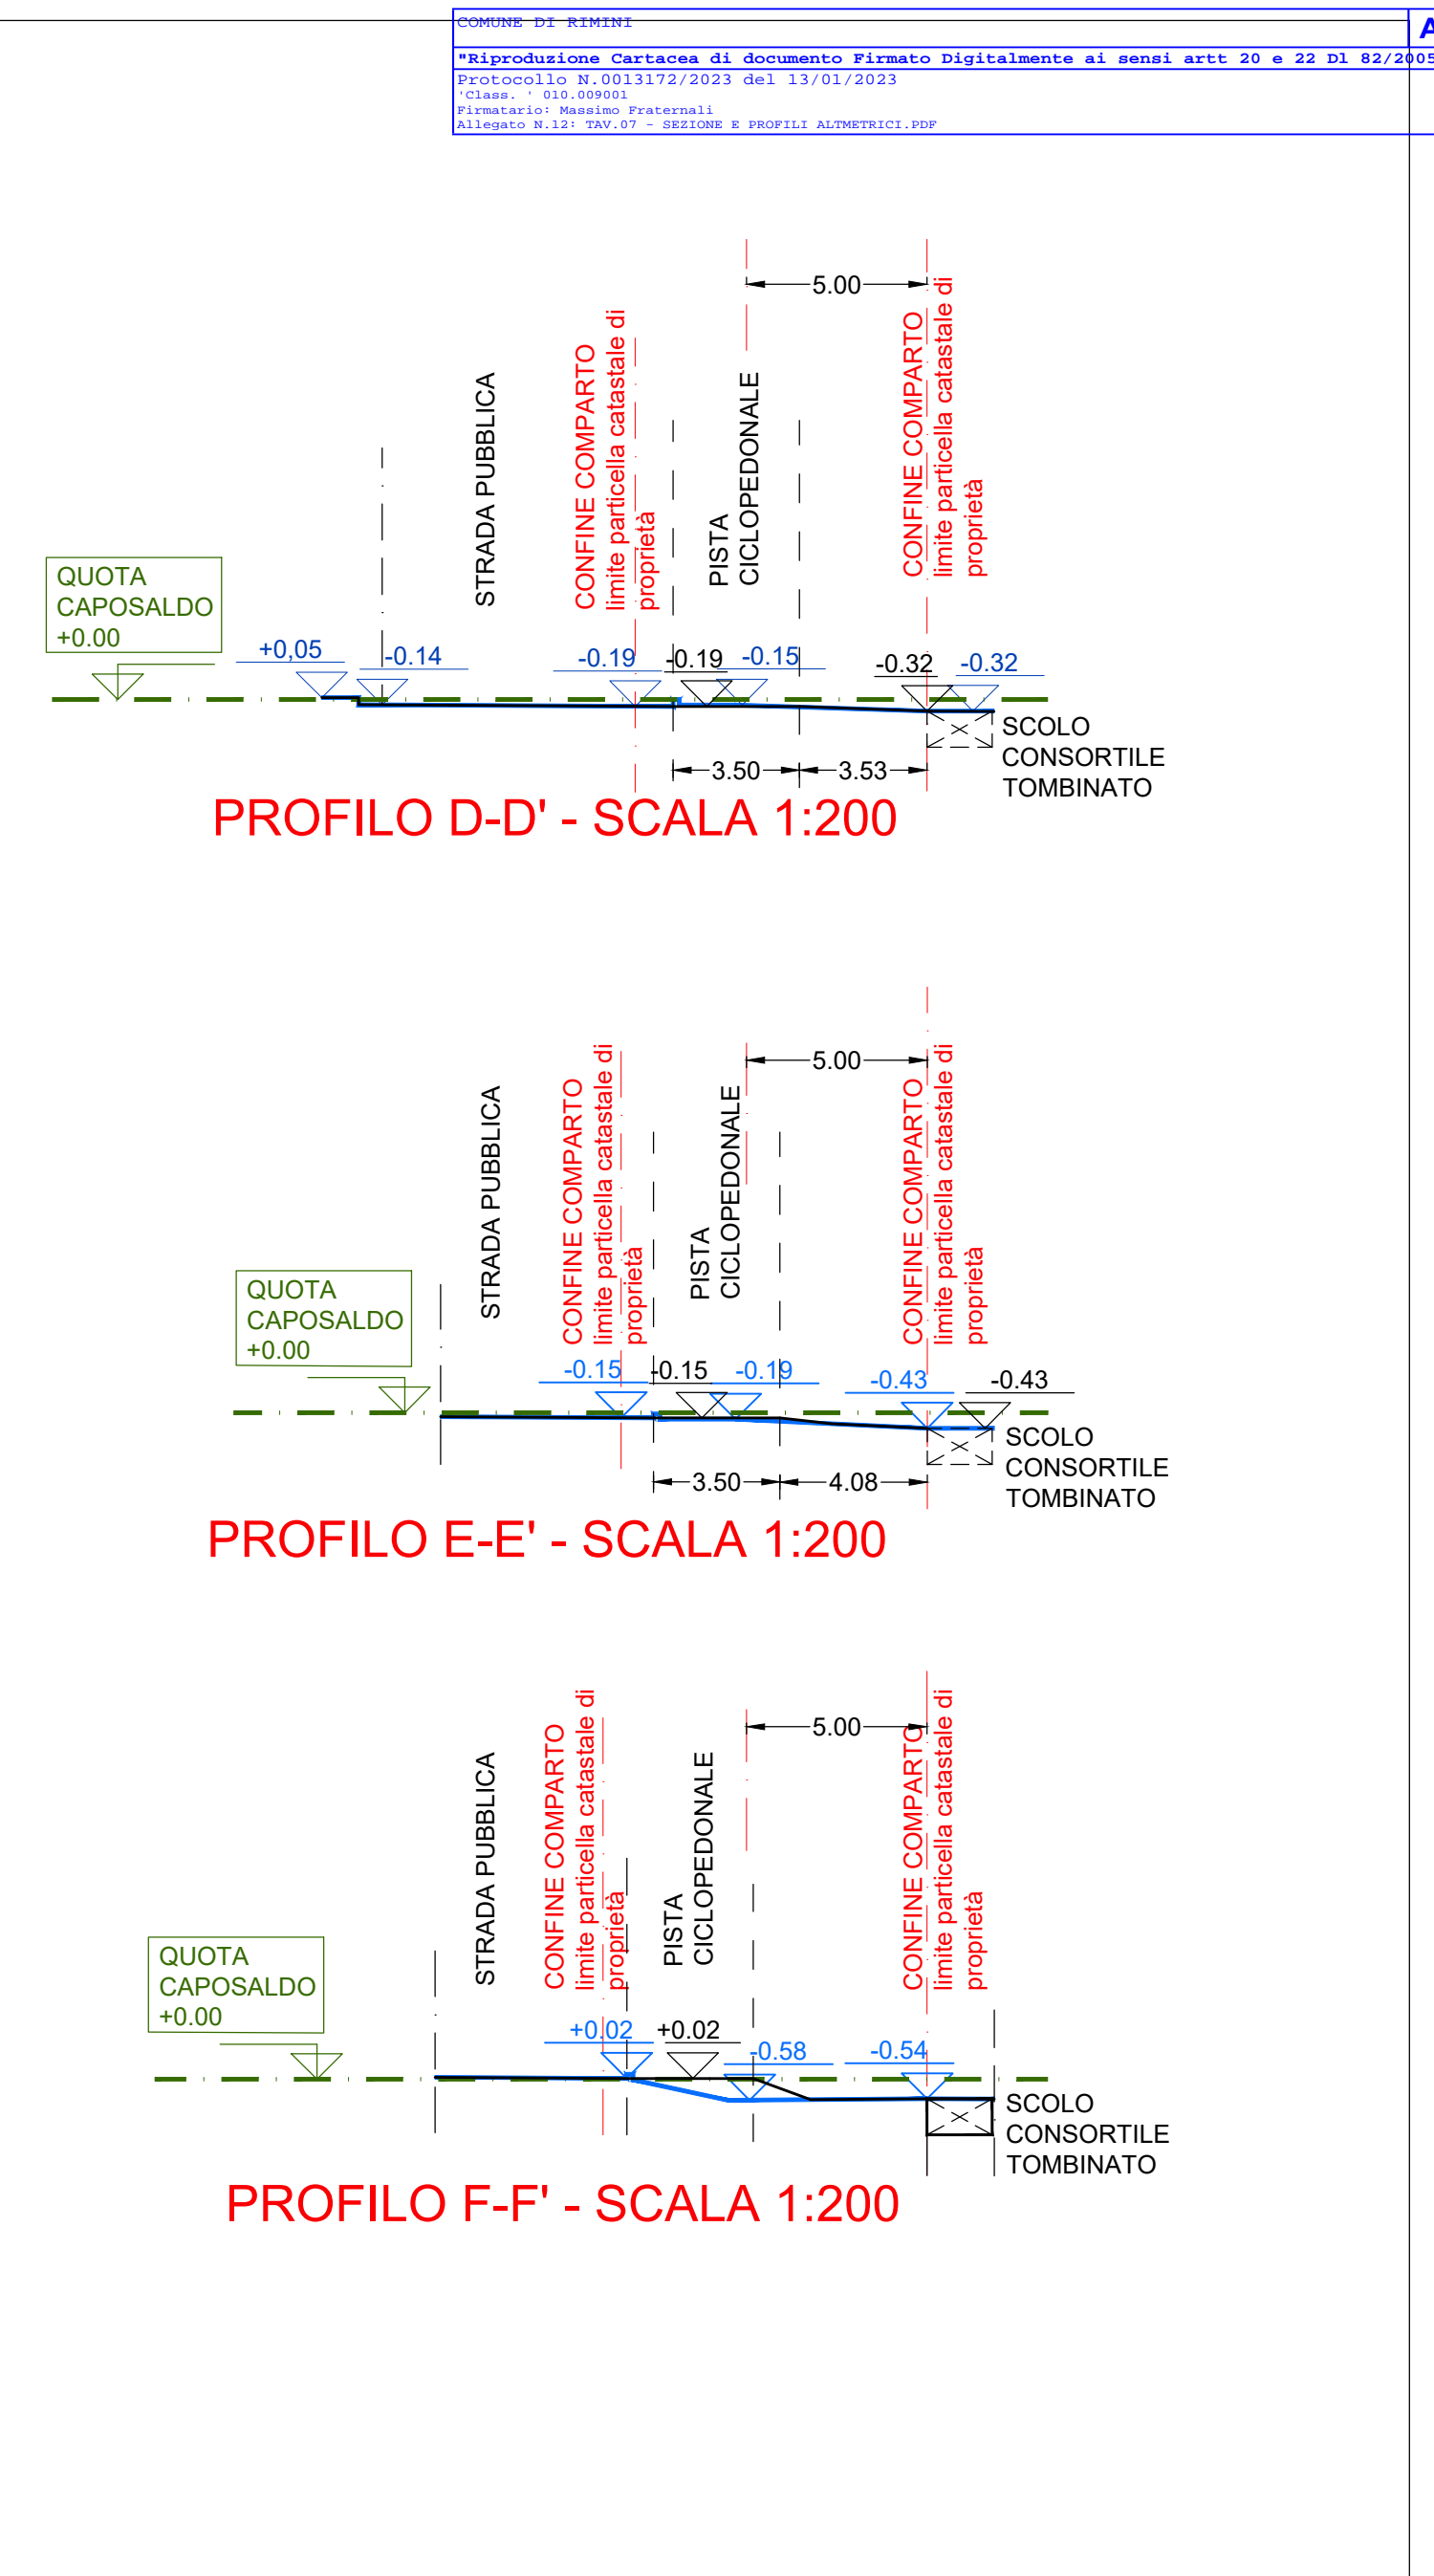 COMUNE DI RIMINI
A
"Riproduzione Cartacea di documento Firmato Digitalmente ai sensi artt 20 e 22 Dl 82/2005
Protocollo N.0013172/2023 del 13/01/2023
'Class. ' 010.009001
Firmatario: Massimo Fraternali
Allegato N.12: TAV.07 - SEZIONE E PROFILI ALTMETRICI.PDF
5.00
STRADA PUBBLICA
CONFINE COMPARTO
limite particella catastale di
proprietà
PISTA
CICLOPEDONALE
CONFINE COMPARTO
limite particella catastale di
proprietà
QUOTA
CAPOSALDO
+0.00
+0,05
-0.14
-0.19
-0.19
-0.15
-0.32
-0.32
SCOLO
CONSORTILE
TOMBINATO
3.50
3.53
PROFILO D-D' - SCALA 1:200
5.00
STRADA PUBBLICA
CONFINE COMPARTO
limite particella catastale di
proprietà
PISTA
CICLOPEDONALE
CONFINE COMPARTO
limite particella catastale di
proprietà
QUOTA
CAPOSALDO
+0.00
-0.15
-0.15
-0.19
-0.43
-0.43
SCOLO
CONSORTILE
TOMBINATO
3.50
4.08
PROFILO E-E' - SCALA 1:200
5.00
STRADA PUBBLICA
CONFINE COMPARTO
limite particella catastale di
proprietà
PISTA
CICLOPEDONALE
CONFINE COMPARTO
limite particella catastale di
proprietà
QUOTA
CAPOSALDO
+0.00
+0.02
+0.02
-0.58
-0.54
SCOLO
CONSORTILE
TOMBINATO
PROFILO F-F' - SCALA 1:200